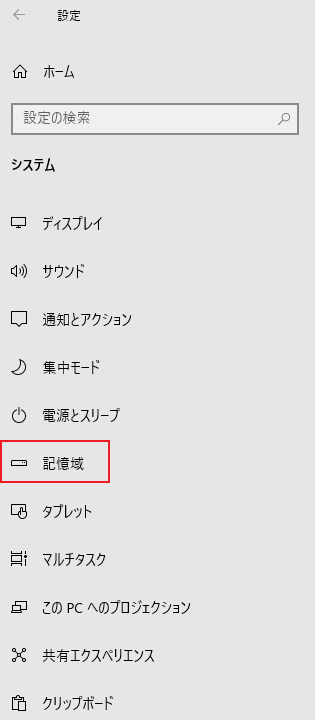 設定
ホーム
設定の検索
システム
ディスプレイ
サウンド
通知とアクション
集中モード
電源とスリープ
記憶域
タブレット
マルチタスク
この PC へのプロジェクション
共有エクスペリエンス
クリップボード